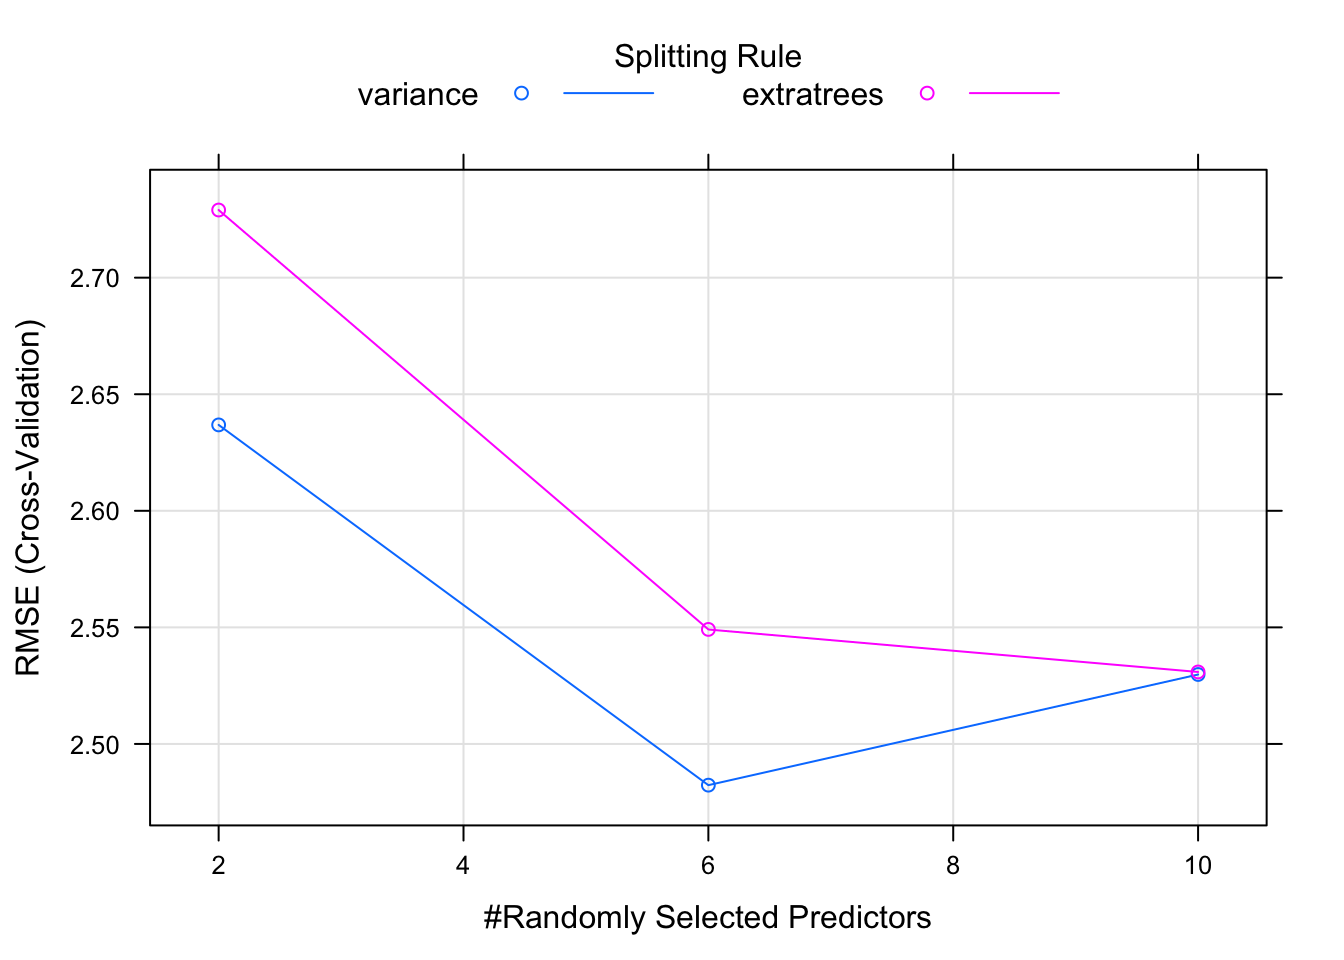 Splitting Rule
variance extratrees
2.70
2.65
2.60
2.55
2.50
RMSE (Cross-Validation)
2 4 6 8 10
#Randomly Selected Predictors